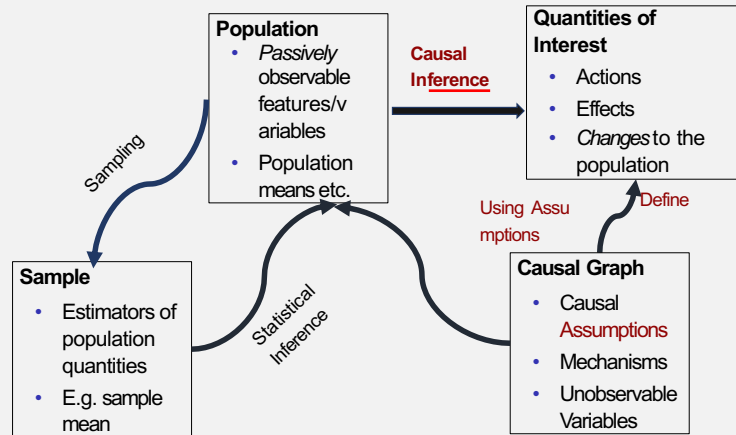 Population
• Passively
observable
features/v
ariables
• Population
means etc.
Causal
Inference
Quantities of
Interest
• Actions
• Effects
• Changes to the
population
Sampling
Using Assu
mptions
Define
Sample
• Estimators of
population
quantities
• E.g. sample
mean
Statistical
Inference
Causal Graph
• Causal
Assumptions
• Mechanisms
• Unobservable
Variables